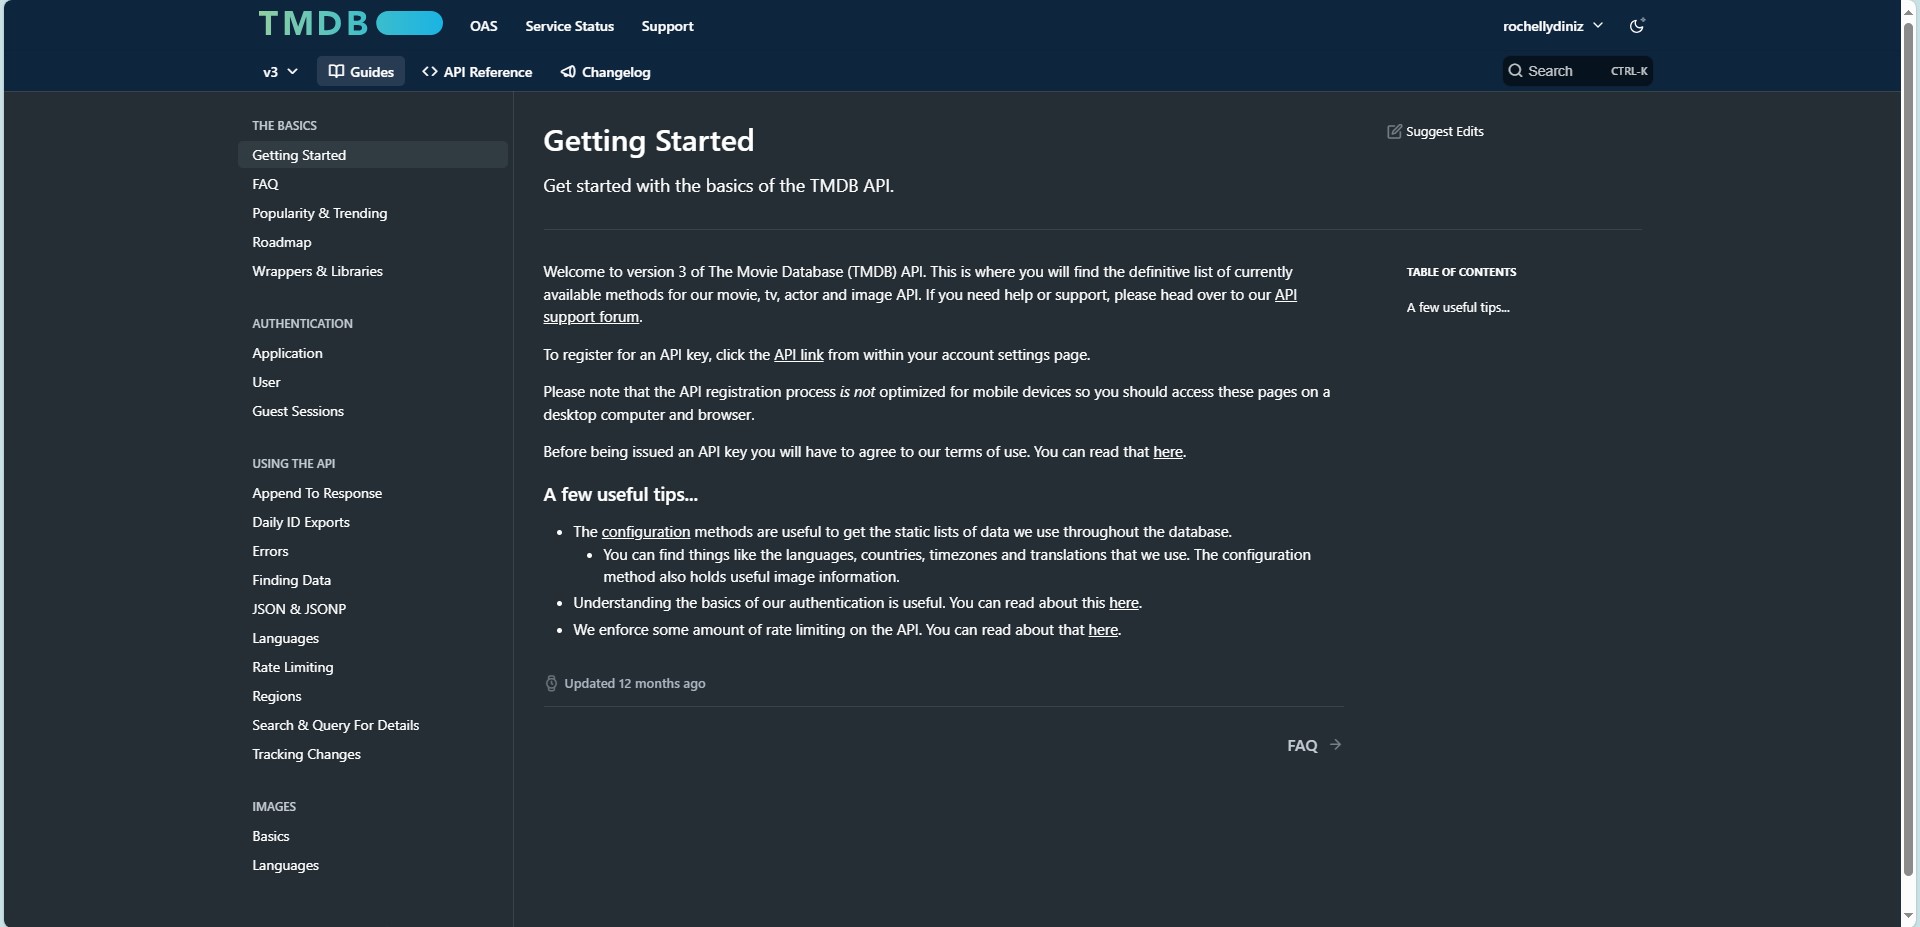 TMDB
OAS
Service Status
Support
rochellydiniz
v3
Guides
API Reference
Changelog
Search
CTRL-K
THE BASICS
Getting Started
FAQ
Popularity & Trending
Roadmap
Wrappers & Libraries
AUTHENTICATION
Application
User
Guest Sessions
USING THE API
Append To Response
Daily ID Exports
Errors
Finding Data
JSON & JSONP
Languages
Rate Limiting
Regions
Search & Query For Details
Tracking Changes
IMAGES
Basics
Languages
Getting Started
Get started with the basics of the TMDB API.
Suggest Edits
Welcome to version 3 of The Movie Database (TMDB) API. This is where you will find the definitive list of currently
available methods for our movie, tv, actor and image API. If you need help or support, please head over to our API
support forum.
To register for an API key, click the API link from within your account settings page.
Please note that the API registration process is not optimized for mobile devices so you should access these pages on a
desktop computer and browser.
Before being issued an API key you will have to agree to our terms of use. You can read that here.
A few useful tips...
• The configuration methods are useful to get the static lists of data we use throughout the database.
• You can find things like the languages, countries, timezones and translations that we use. The configuration
method also holds useful image information.
• Understanding the basics of our authentication is useful. You can read about this here.
• We enforce some amount of rate limiting on the API. You can read about that here.
Updated 12 months ago
FAQ
TABLE OF CONTENTS
A few useful tips...